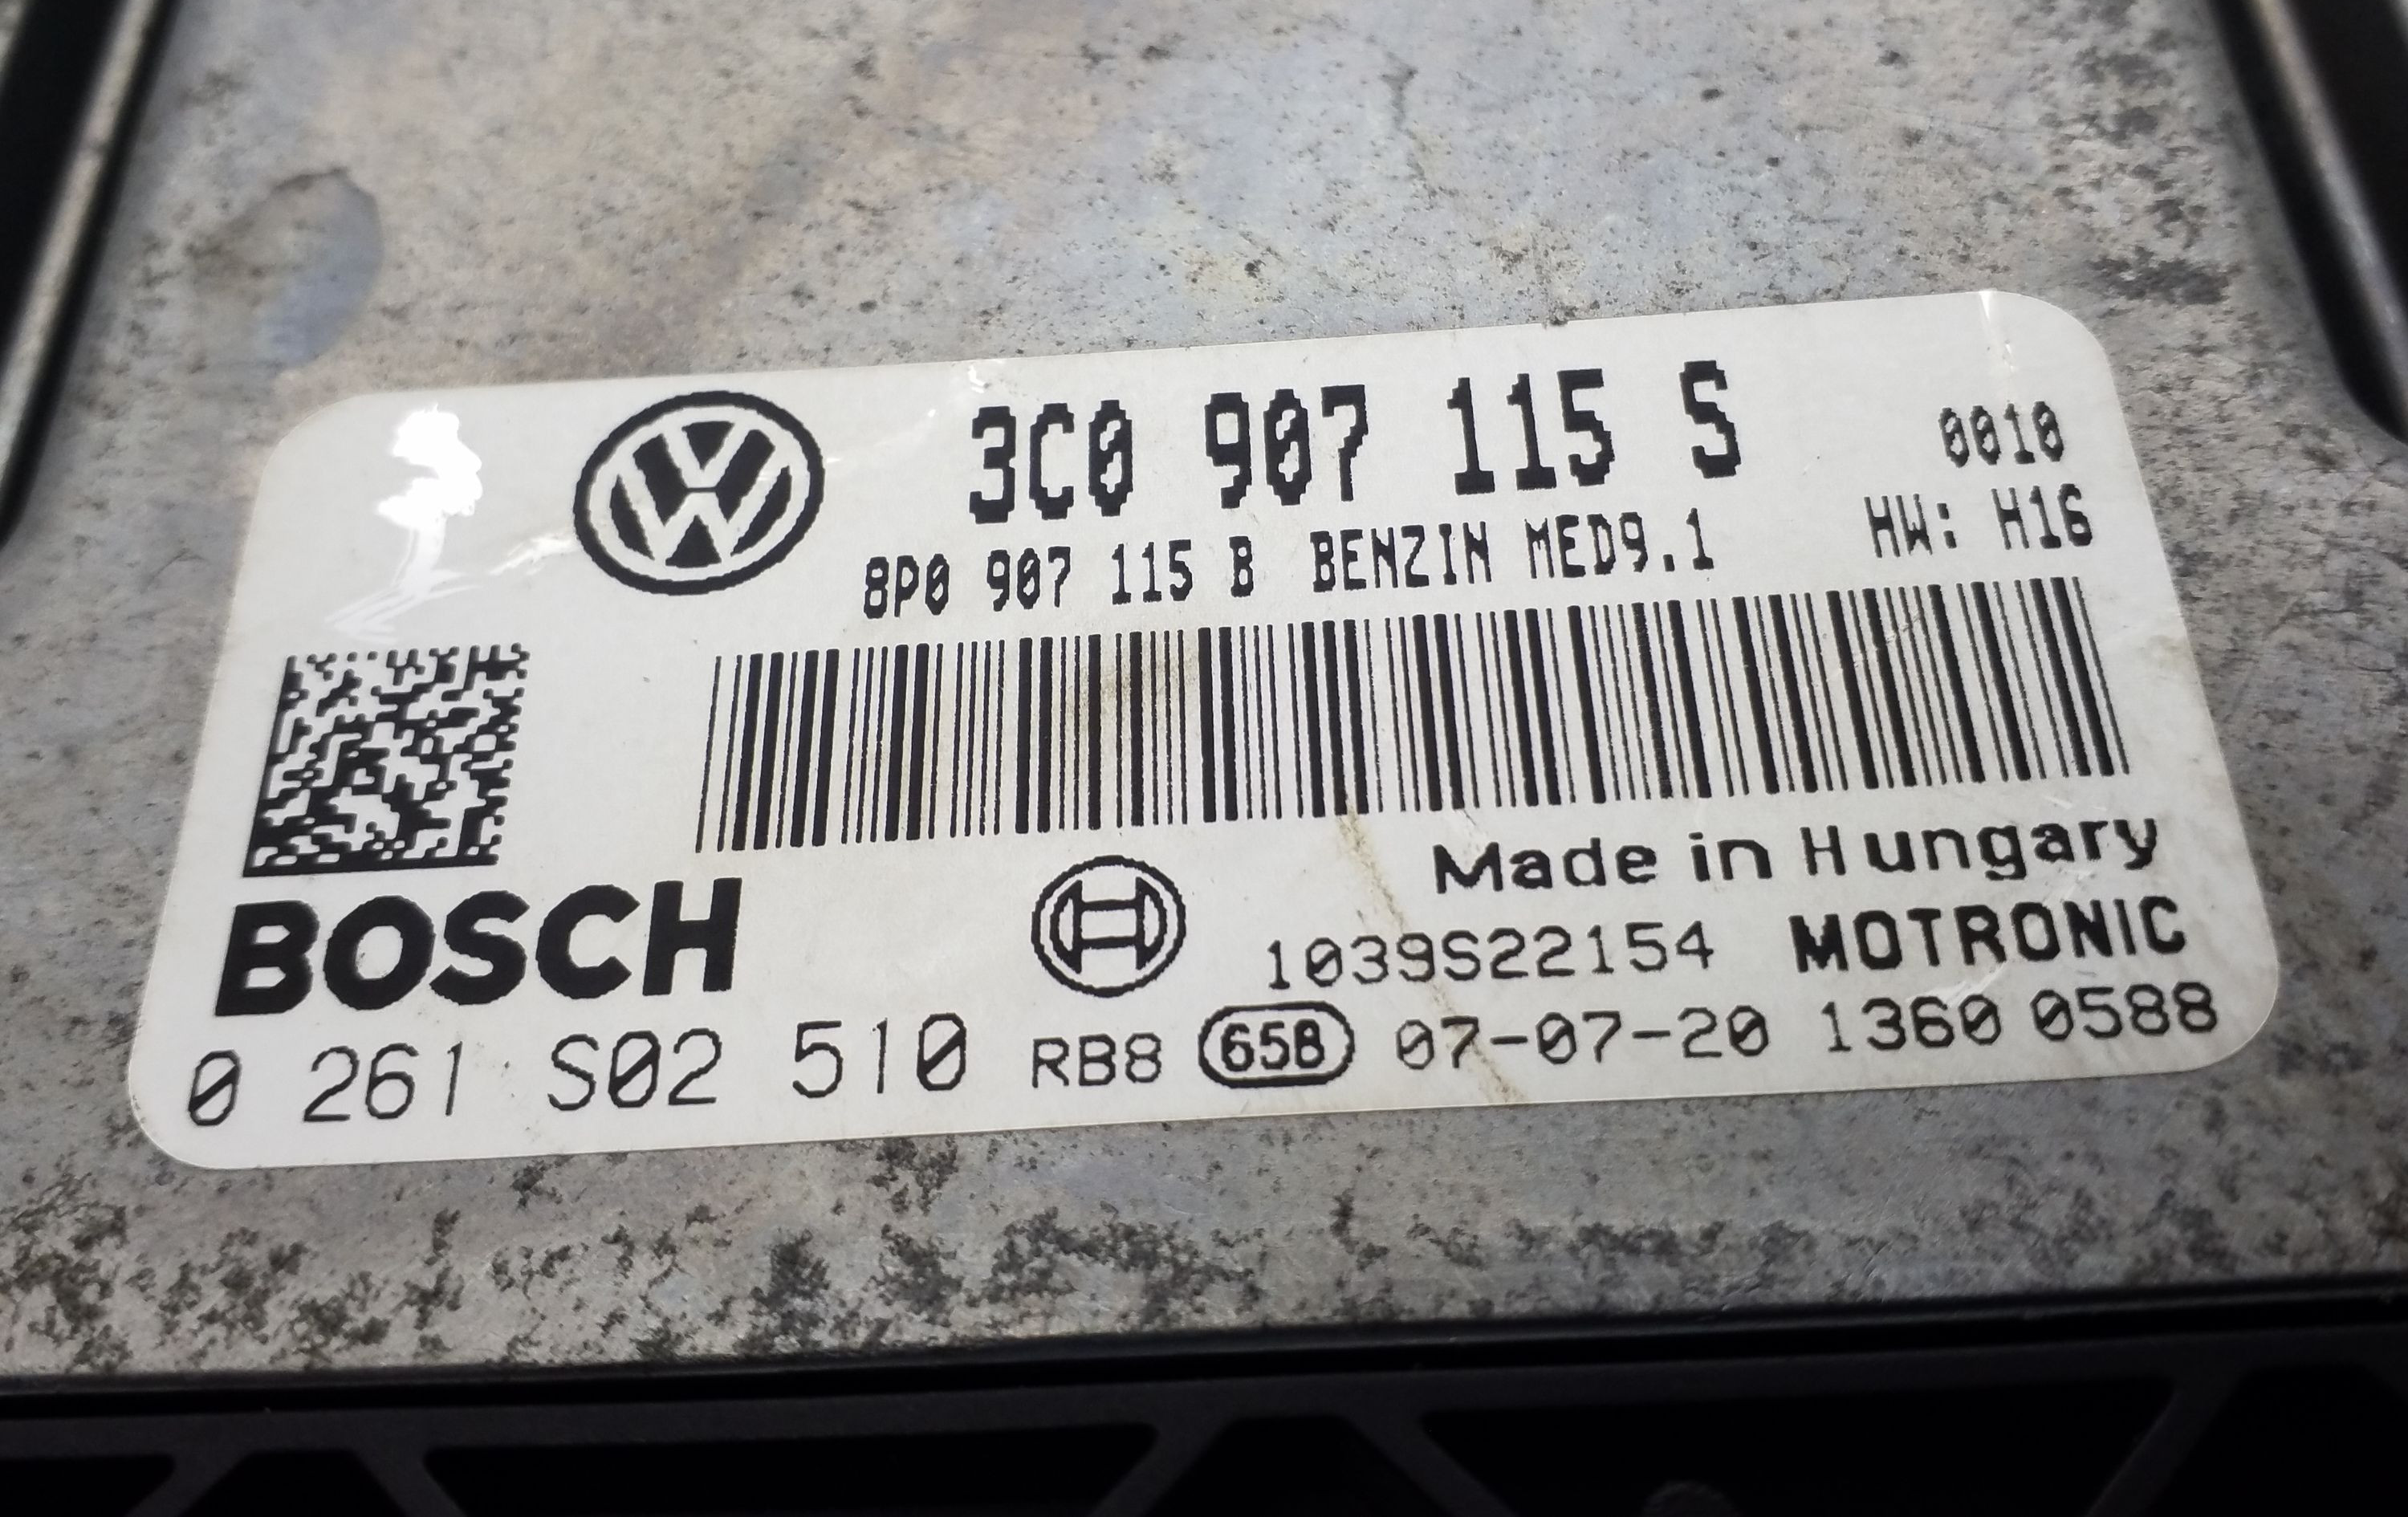 3C0 907 115 S 0010
8P0 907 115 B BENZIN MED9.1 HW: H16
Made in Hungary
BOSCH 1039S22154 MOTRONIC
0 261 S02 510 RB8 65B 07-07-20 1360 0588